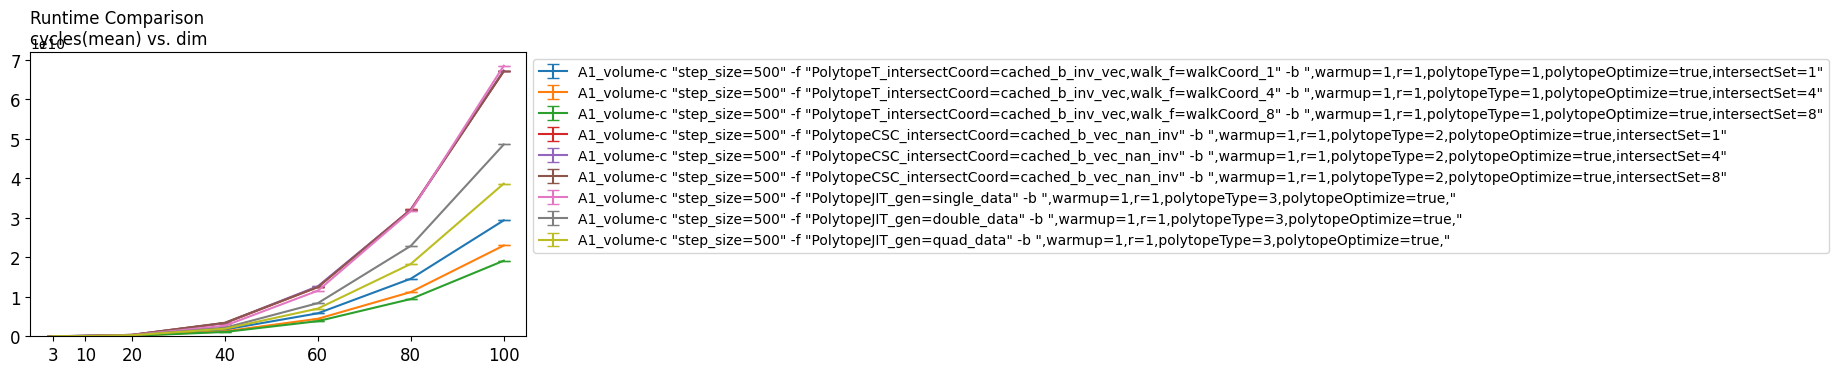 Runtime Comparison
cycles(mean) vs. dim
1e10
7
6
5
4
3
2
1
0
3 10 20 40 60 80 100
A1_volume-c "step_size=500" -f "PolytopeT_intersectCoord=cached_b_inv_vec,walk_f=walkCoord_1" -b ",warmup=1,r=1,polytopeType=1,polytopeOptimize=true,intersectSet=1"
A1_volume-c "step_size=500" -f "PolytopeT_intersectCoord=cached_b_inv_vec,walk_f=walkCoord_4" -b ",warmup=1,r=1,polytopeType=1,polytopeOptimize=true,intersectSet=4"
A1_volume-c "step_size=500" -f "PolytopeT_intersectCoord=cached_b_inv_vec,walk_f=walkCoord_8" -b ",warmup=1,r=1,polytopeType=1,polytopeOptimize=true,intersectSet=8"
A1_volume-c "step_size=500" -f "PolytopeCSC_intersectCoord=cached_b_vec_nan_inv" -b ",warmup=1,r=1,polytopeType=2,polytopeOptimize=true,intersectSet=1"
A1_volume-c "step_size=500" -f "PolytopeCSC_intersectCoord=cached_b_vec_nan_inv" -b ",warmup=1,r=1,polytopeType=2,polytopeOptimize=true,intersectSet=4"
A1_volume-c "step_size=500" -f "PolytopeCSC_intersectCoord=cached_b_vec_nan_inv" -b ",warmup=1,r=1,polytopeType=2,polytopeOptimize=true,intersectSet=8"
A1_volume-c "step_size=500" -f "PolytopeJIT_gen=single_data" -b ",warmup=1,r=1,polytopeType=3,polytopeOptimize=true,"
A1_volume-c "step_size=500" -f "PolytopeJIT_gen=double_data" -b ",warmup=1,r=1,polytopeType=3,polytopeOptimize=true,"
A1_volume-c "step_size=500" -f "PolytopeJIT_gen=quad_data" -b ",warmup=1,r=1,polytopeType=3,polytopeOptimize=true,"